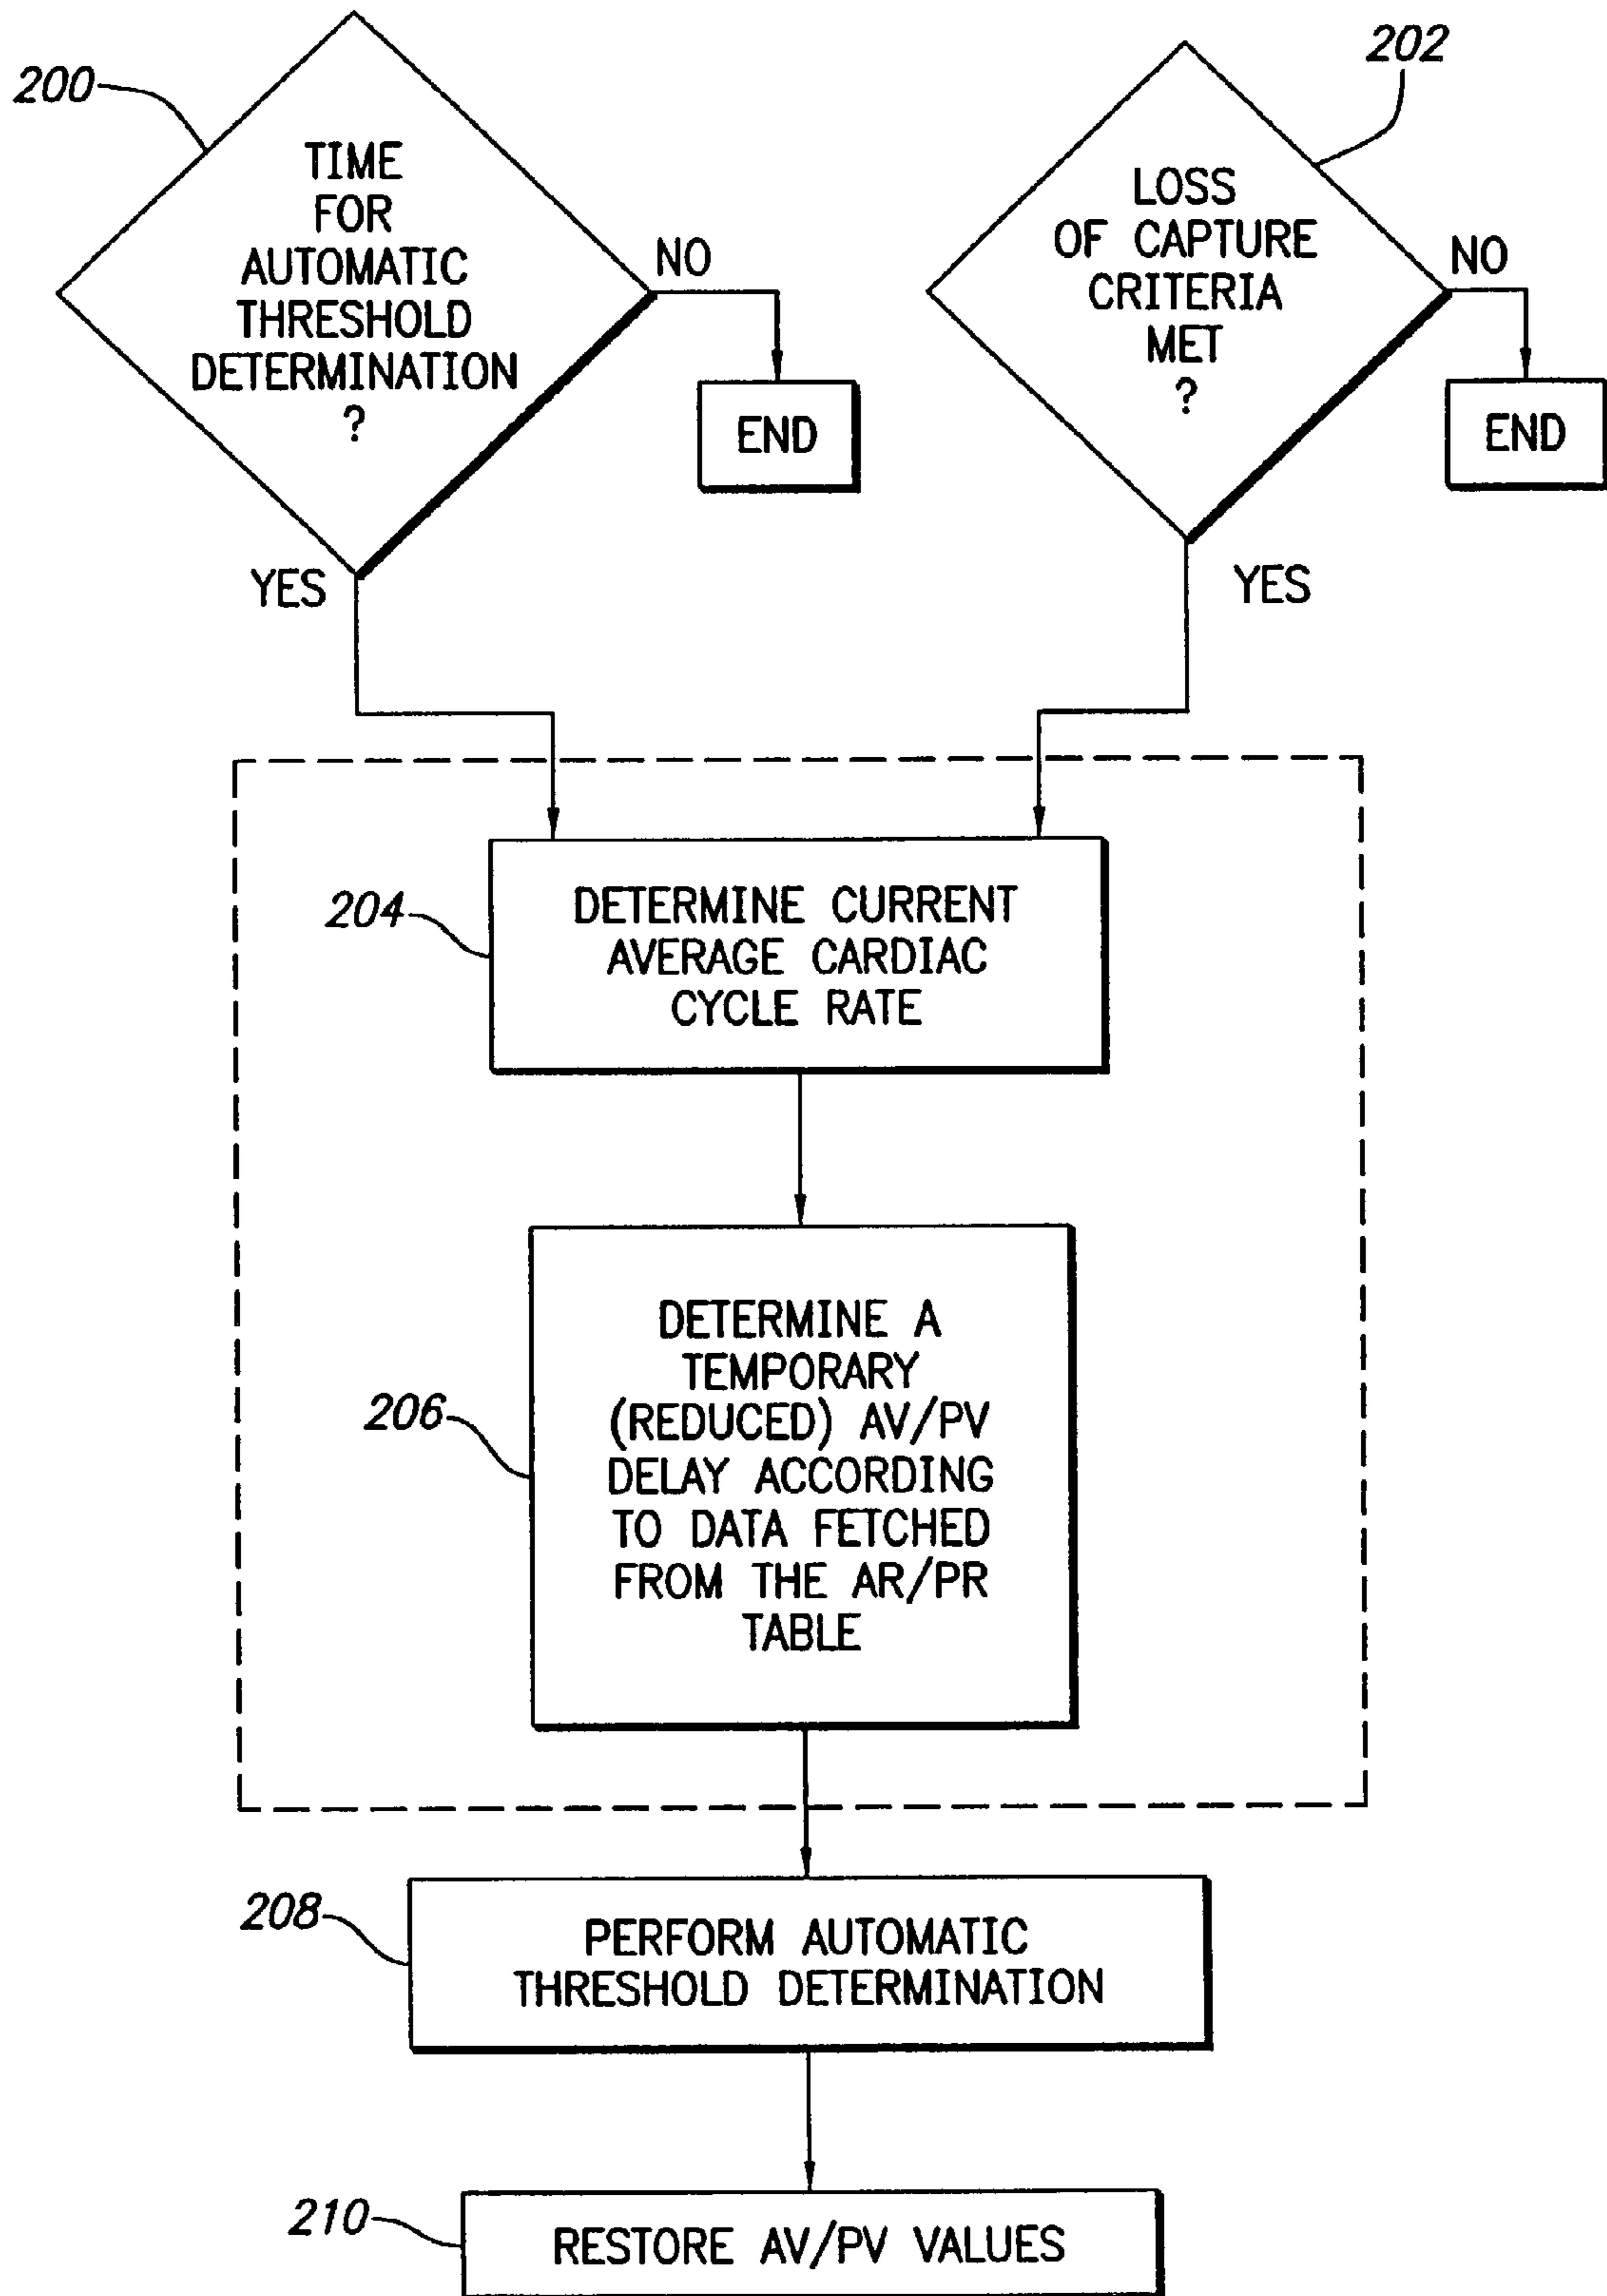 200
TIME
FOR
AUTOMATIC
THRESHOLD
DETERMINATION
?
NO
END
YES
202
LOSS
OF CAPTURE
CRITERIA
MET
?
NO
END
YES
204
DETERMINE CURRENT
AVERAGE CARDIAC
CYCLE RATE
206
DETERMINE A
TEMPORARY
(REDUCED) AV/PV
DELAY ACCORDING
TO DATA FETCHED
FROM THE AR/PR
TABLE
208
PERFORM AUTOMATIC
THRESHOLD DETERMINATION
210
RESTORE AV/PV VALUES